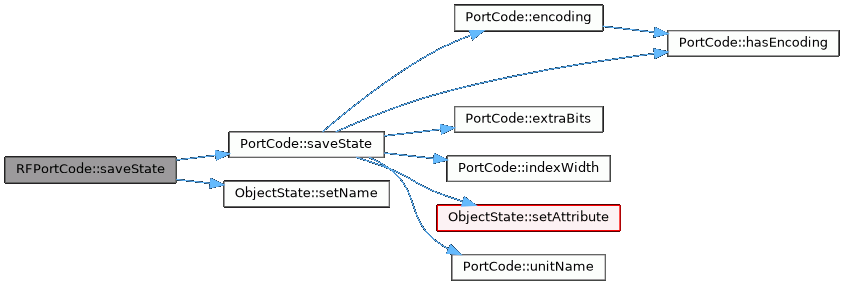 RFPortCode::saveState
PortCode::saveState
ObjectState::setName
PortCode::encoding
PortCode::hasEncoding
PortCode::extraBits
PortCode::indexWidth
ObjectState::setAttribute
PortCode::unitName